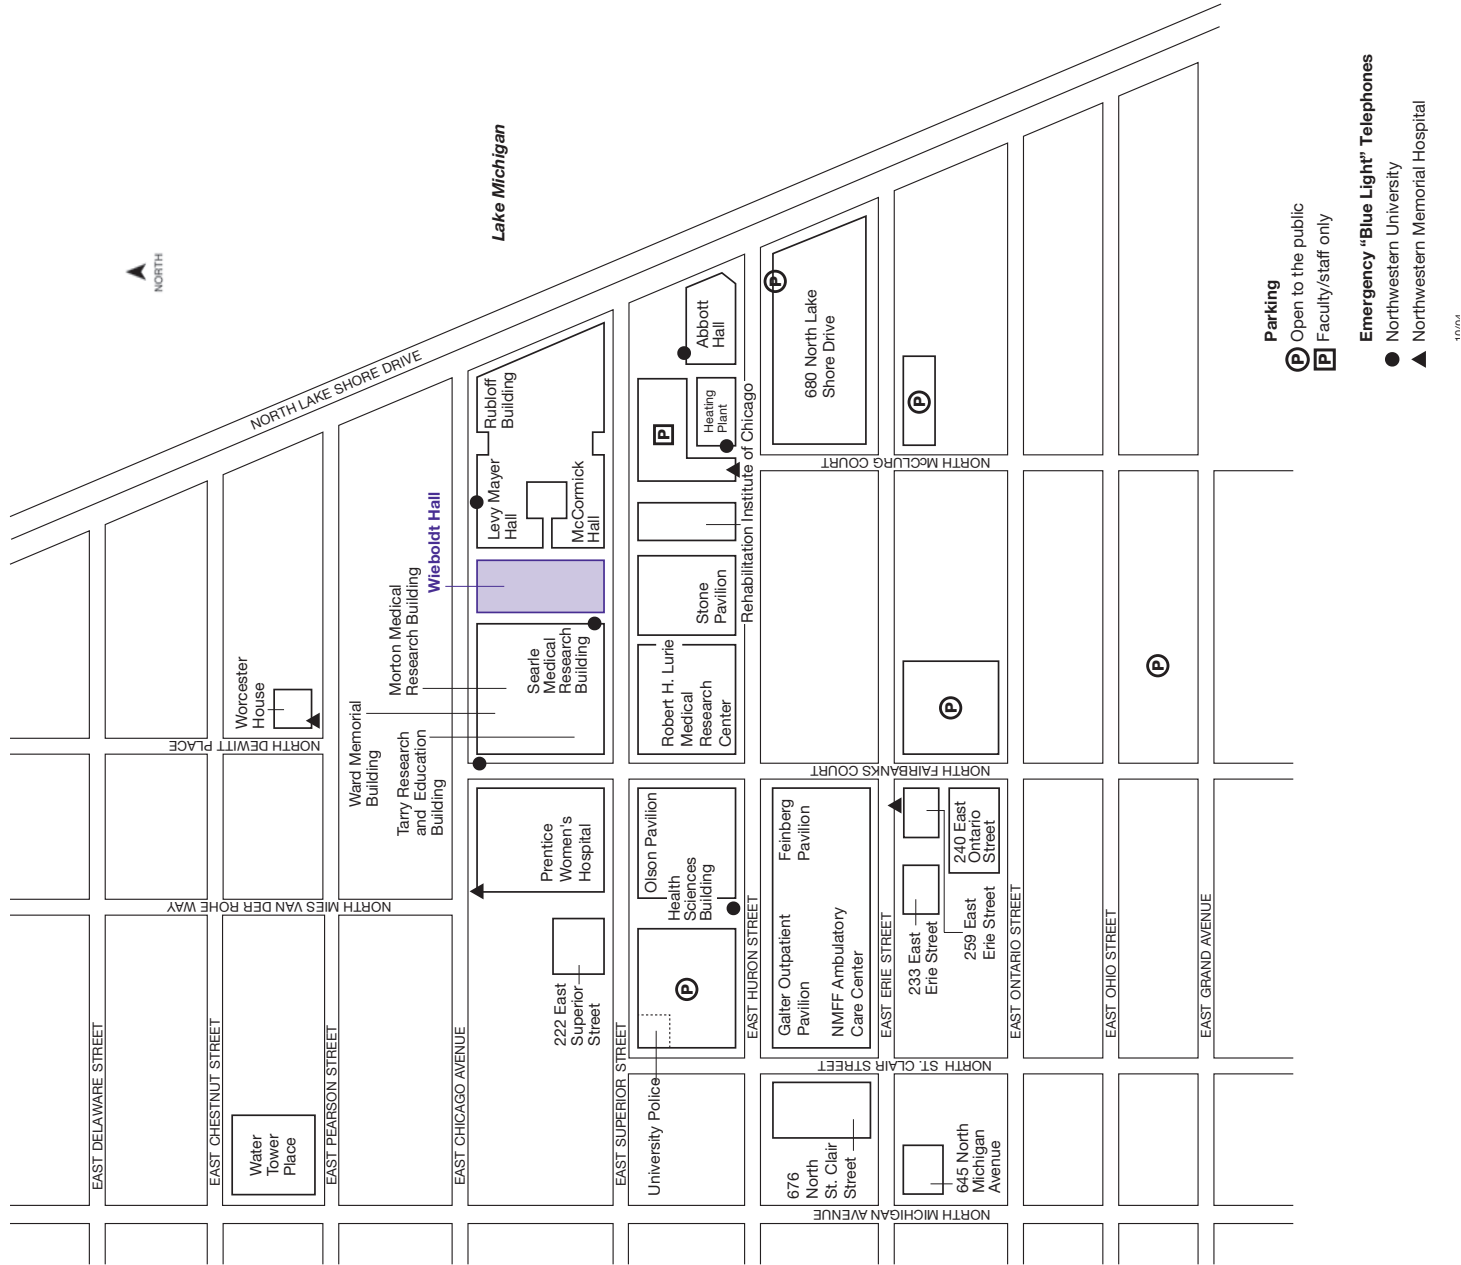 NORTH
Lake Michigan
NORTH LAKE SHORE DRIVE
EAST DELAWARE STREET
EAST CHESTNUT STREET
EAST PEARSON STREET
EAST CHICAGO AVENUE
EAST SUPERIOR STREET
EAST HURON STREET
EAST ERIE STREET
EAST ONTARIO STREET
EAST OHIO STREET
EAST GRAND AVENUE
NORTH MICHIGAN AVENUE
NORTH ST. CLAIR STREET
NORTH MIES VAN DER ROHE WAY
NORTH DEWITT PLACE
NORTH FAIRBANKS COURT
NORTH McCLURG COURT
Water
Tower
Place
Worcester
House
Ward Memorial
Building
Morton Medical
Research Building
Tarry Research
and Education
Building
Wieboldt Hall
Searle
Medical
Research
Building
Levy Mayer
Hall
McCormick
Hall
Rubloff
Building
Prentice
Women's
Hospital
222 East
Superior
Street
University Police
P
Olson Pavilion
Health
Sciences
Building
Robert H. Lurie
Medical
Research
Center
Stone
Pavilion
Rehabilitation Institute of Chicago
P
Heating
Plant
Abbott
Hall
676
North
St. Clair
Street
Galter Outpatient
Pavilion
NMFF Ambulatory
Care Center
Feinberg
Pavilion
P
680 North Lake
Shore Drive
645 North
Michigan
Avenue
233 East
Erie Street
259 East
Erie Street
240 East
Ontario
Street
P
P
P
Parking
P Open to the public
P Faculty/staff only
Emergency “Blue Light” Telephones
Northwestern University
Northwestern Memorial Hospital